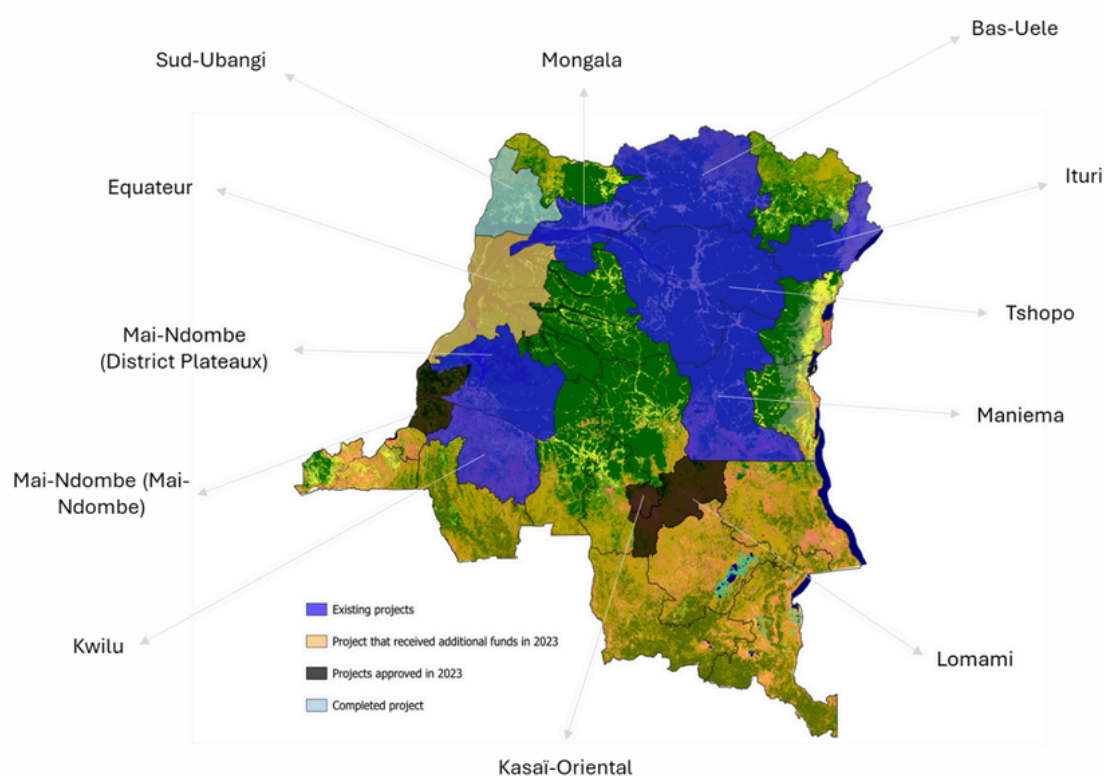 Bas-Uele
Sud-Ubangi
Mongala
Ituri
Equateur
Tshopo
Mai-Ndombe
(District Plateaux)
Maniema
Mai-Ndombe (Mai-
Ndombe)
Existing projects
Project that received additional funds in 2023
Kwilu
Lomami
Projects approved in 2023
Completed project
Kasaï-Oriental